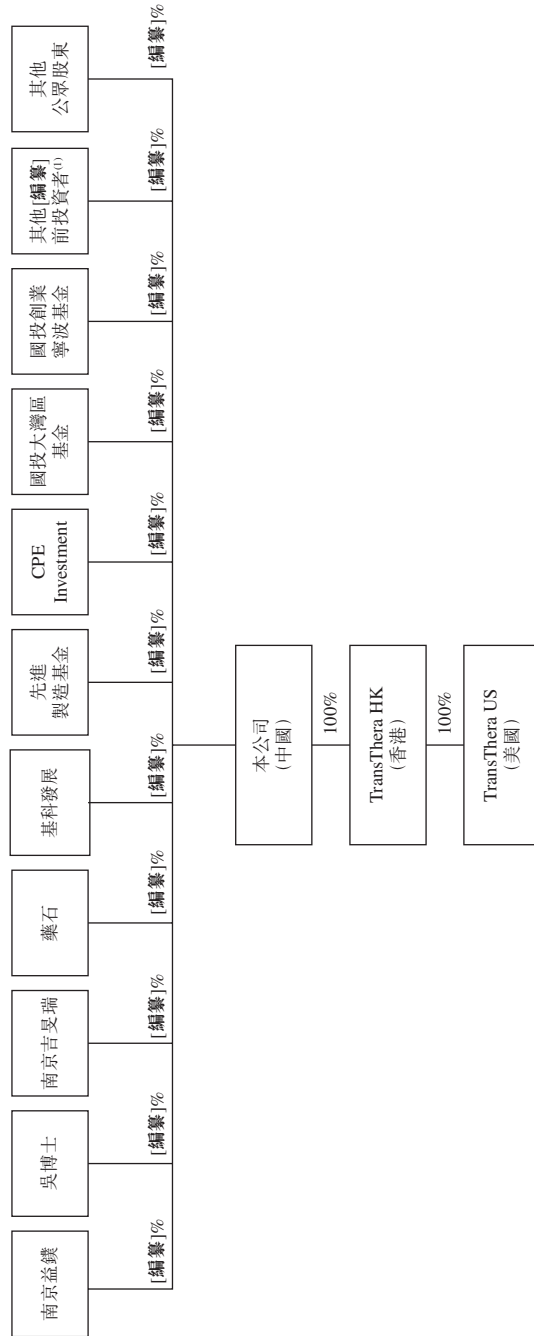 南京益鏷
吳博士
南京吉旻瑞
藥石
基科發展
先進
製造基金
CPE
Investment
國投大灣區
基金
國投創業
寧波基金
其他[編纂]
前投資者(1)
其他
公眾股東
[編纂]%
[編纂]%
[編纂]%
[編纂]%
[編纂]%
[編纂]%
[編纂]%
[編纂]%
[編纂]%
[編纂]%
[編纂]%
本公司
(中國)
100%
TransThera HK
(香港)
100%
TransThera US
(美國)